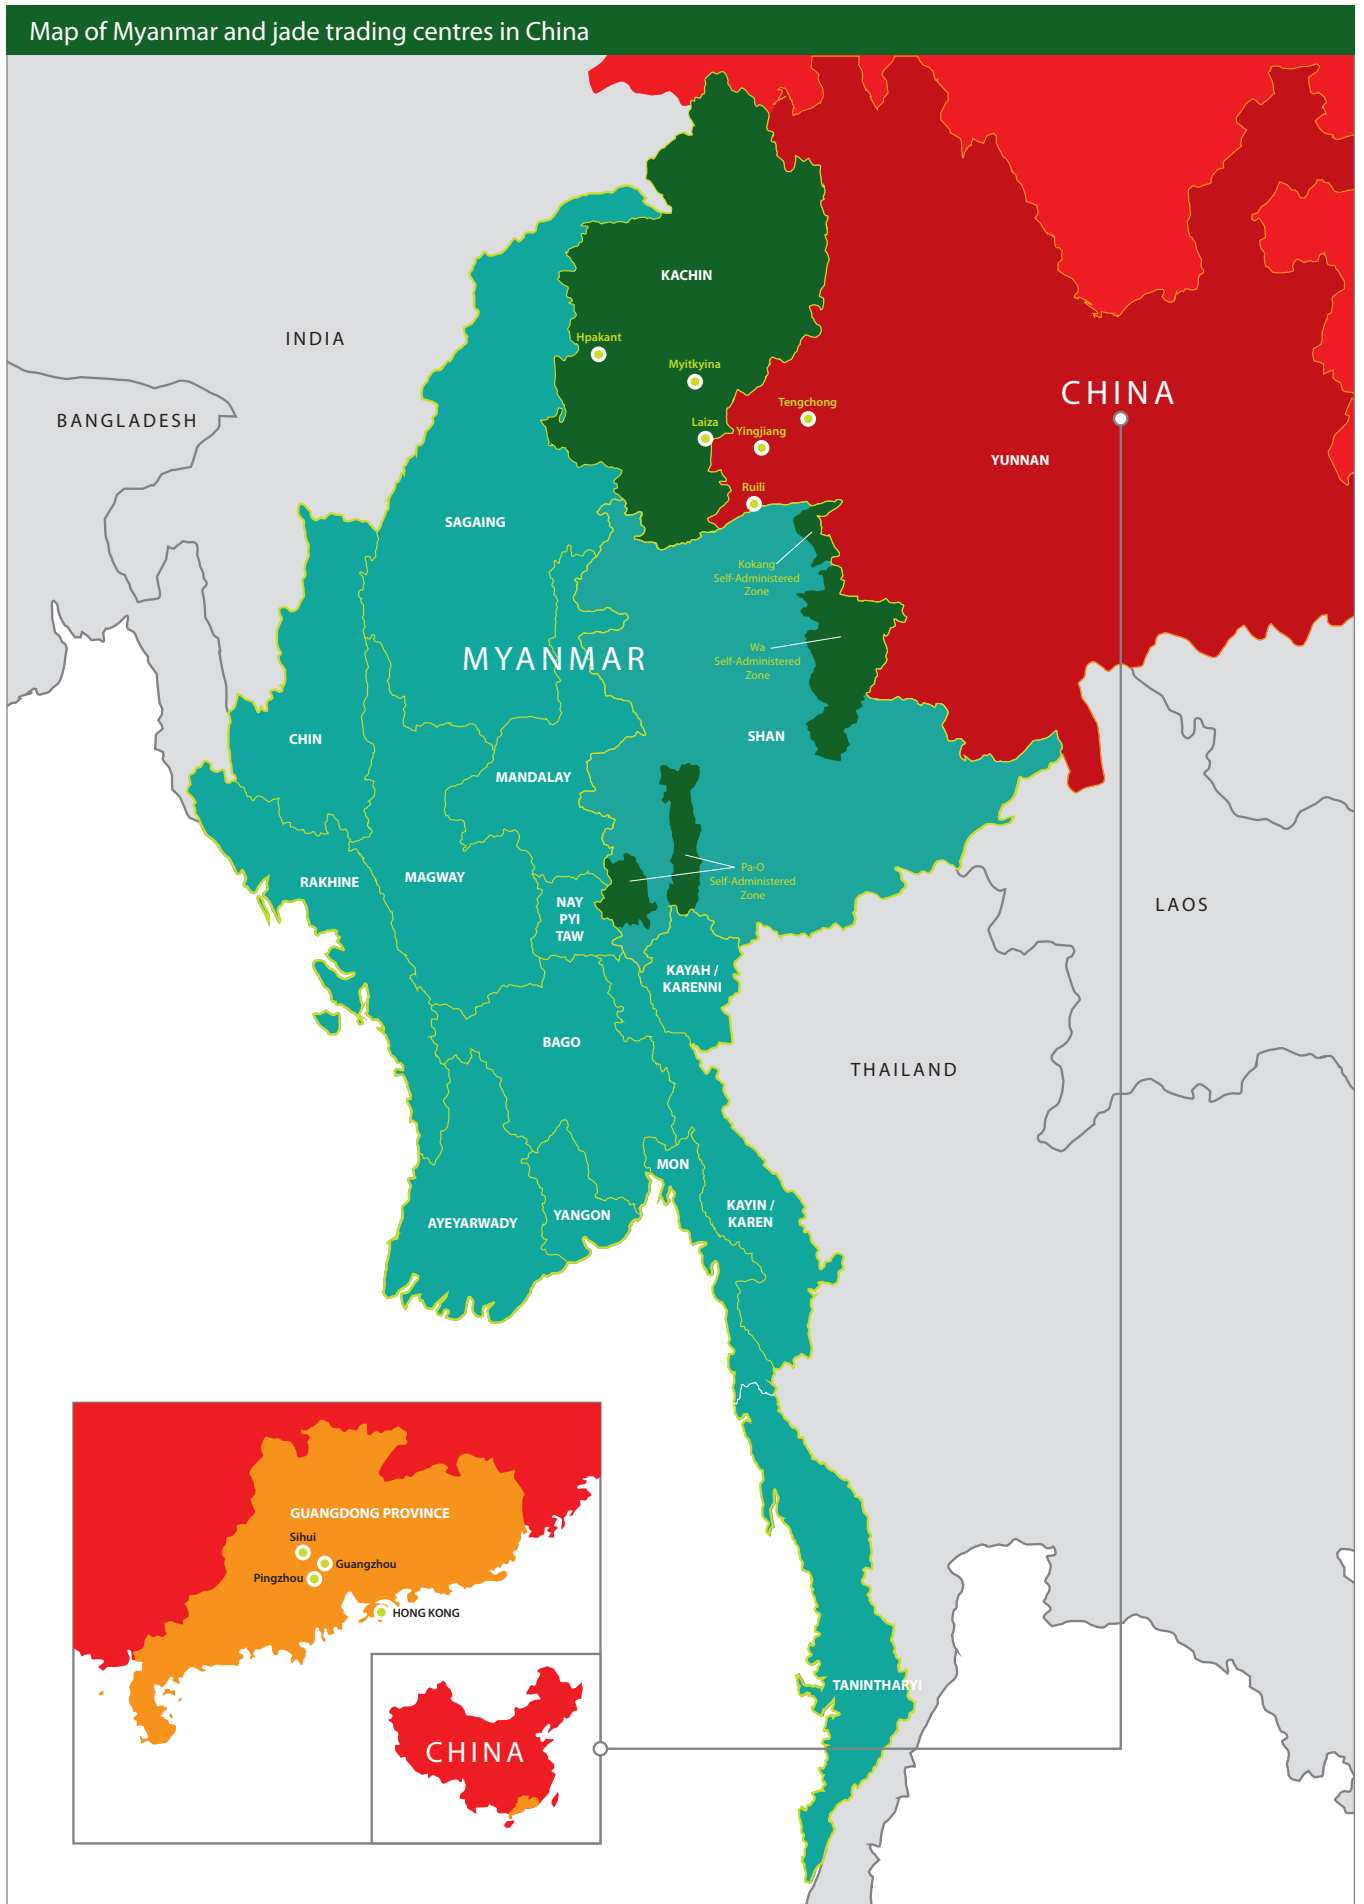 Map of Myanmar and jade trading centres in China
KACHIN
INDIA
Hpakant
Myitkyina
CHINA
Tengchong
BANGLADESH
Laiza
Yingjiang
YUNNAN
Ruili
SAGAING
Kokang
Self-Administered
Zone
MYANMAR
Wa
Self-Administered
Zone
CHIN
SHAN
MANDALAY
RAKHINE
MAGWAY
Pa-O
Self-Administered
Zone
NAY
PYI
TAW
LAOS
KAYAH /
KARENNI
BAGO
THAILAND
MON
KAYIN /
KAREN
AYEYARWADY
YANGON
GUANGDONG PROVINCE
Sihui
Guangzhou
Pingzhou
HONG KONG
TANINTHARYI
CHINA